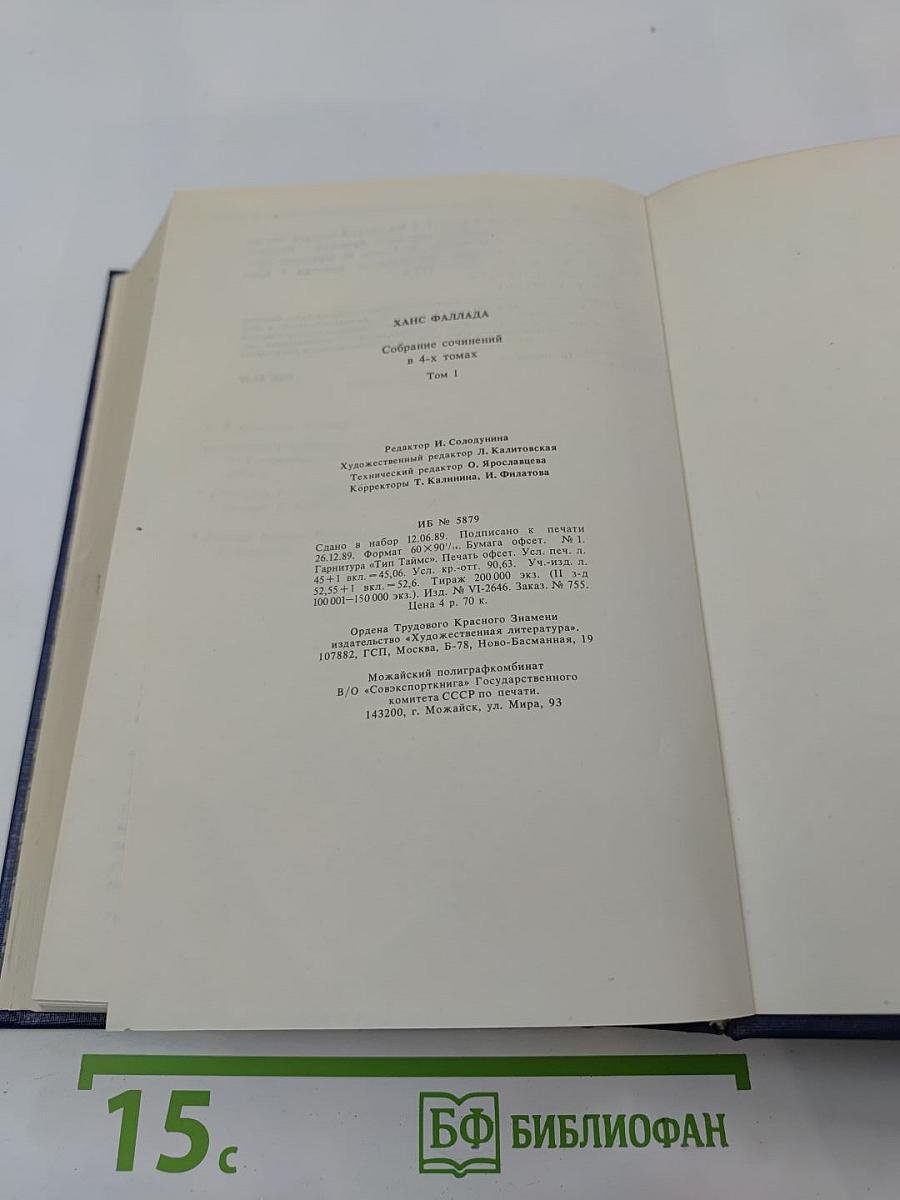 ХАНС ФАЛЛАДА
Собрание сочинений
в 4-х томах
Том 1
Редактор И. Солодунина
Художественный редактор Л. Калитовская
Технический редактор О. Ярославцева
Корректоры Т. Калинина, И. Филатова
ИБ № 5879
Сдано в набор 12.06.89. Подписано к печати
26.12.89. Формат 60×90¹/₁₆. Бумага офсет. № 1.
Гарнитура «Тип Таймс». Печать офсет. Усл. печ. л.
45+1 вкл.=45,06. Усл. кр.-отт. 90,63. Уч.-изд. л.
52,55+1 вкл.=52,6. Тираж 200 000 экз. (II з-д
100 001—150 000 экз.). Изд. № VI-2646. Заказ. № 755.
Цена 4 р. 70 к.
Ордена Трудового Красного Знамени
издательство «Художественная литература».
107882, ГСП, Москва, Б-78, Ново-Басманная, 19
Можайский полиграфкомбинат
В/О «Совэкспорткнига» Государственного
комитета СССР по печати.
143200, г. Можайск, ул. Мира, 93
15 с
БФ БИБЛИОФАН